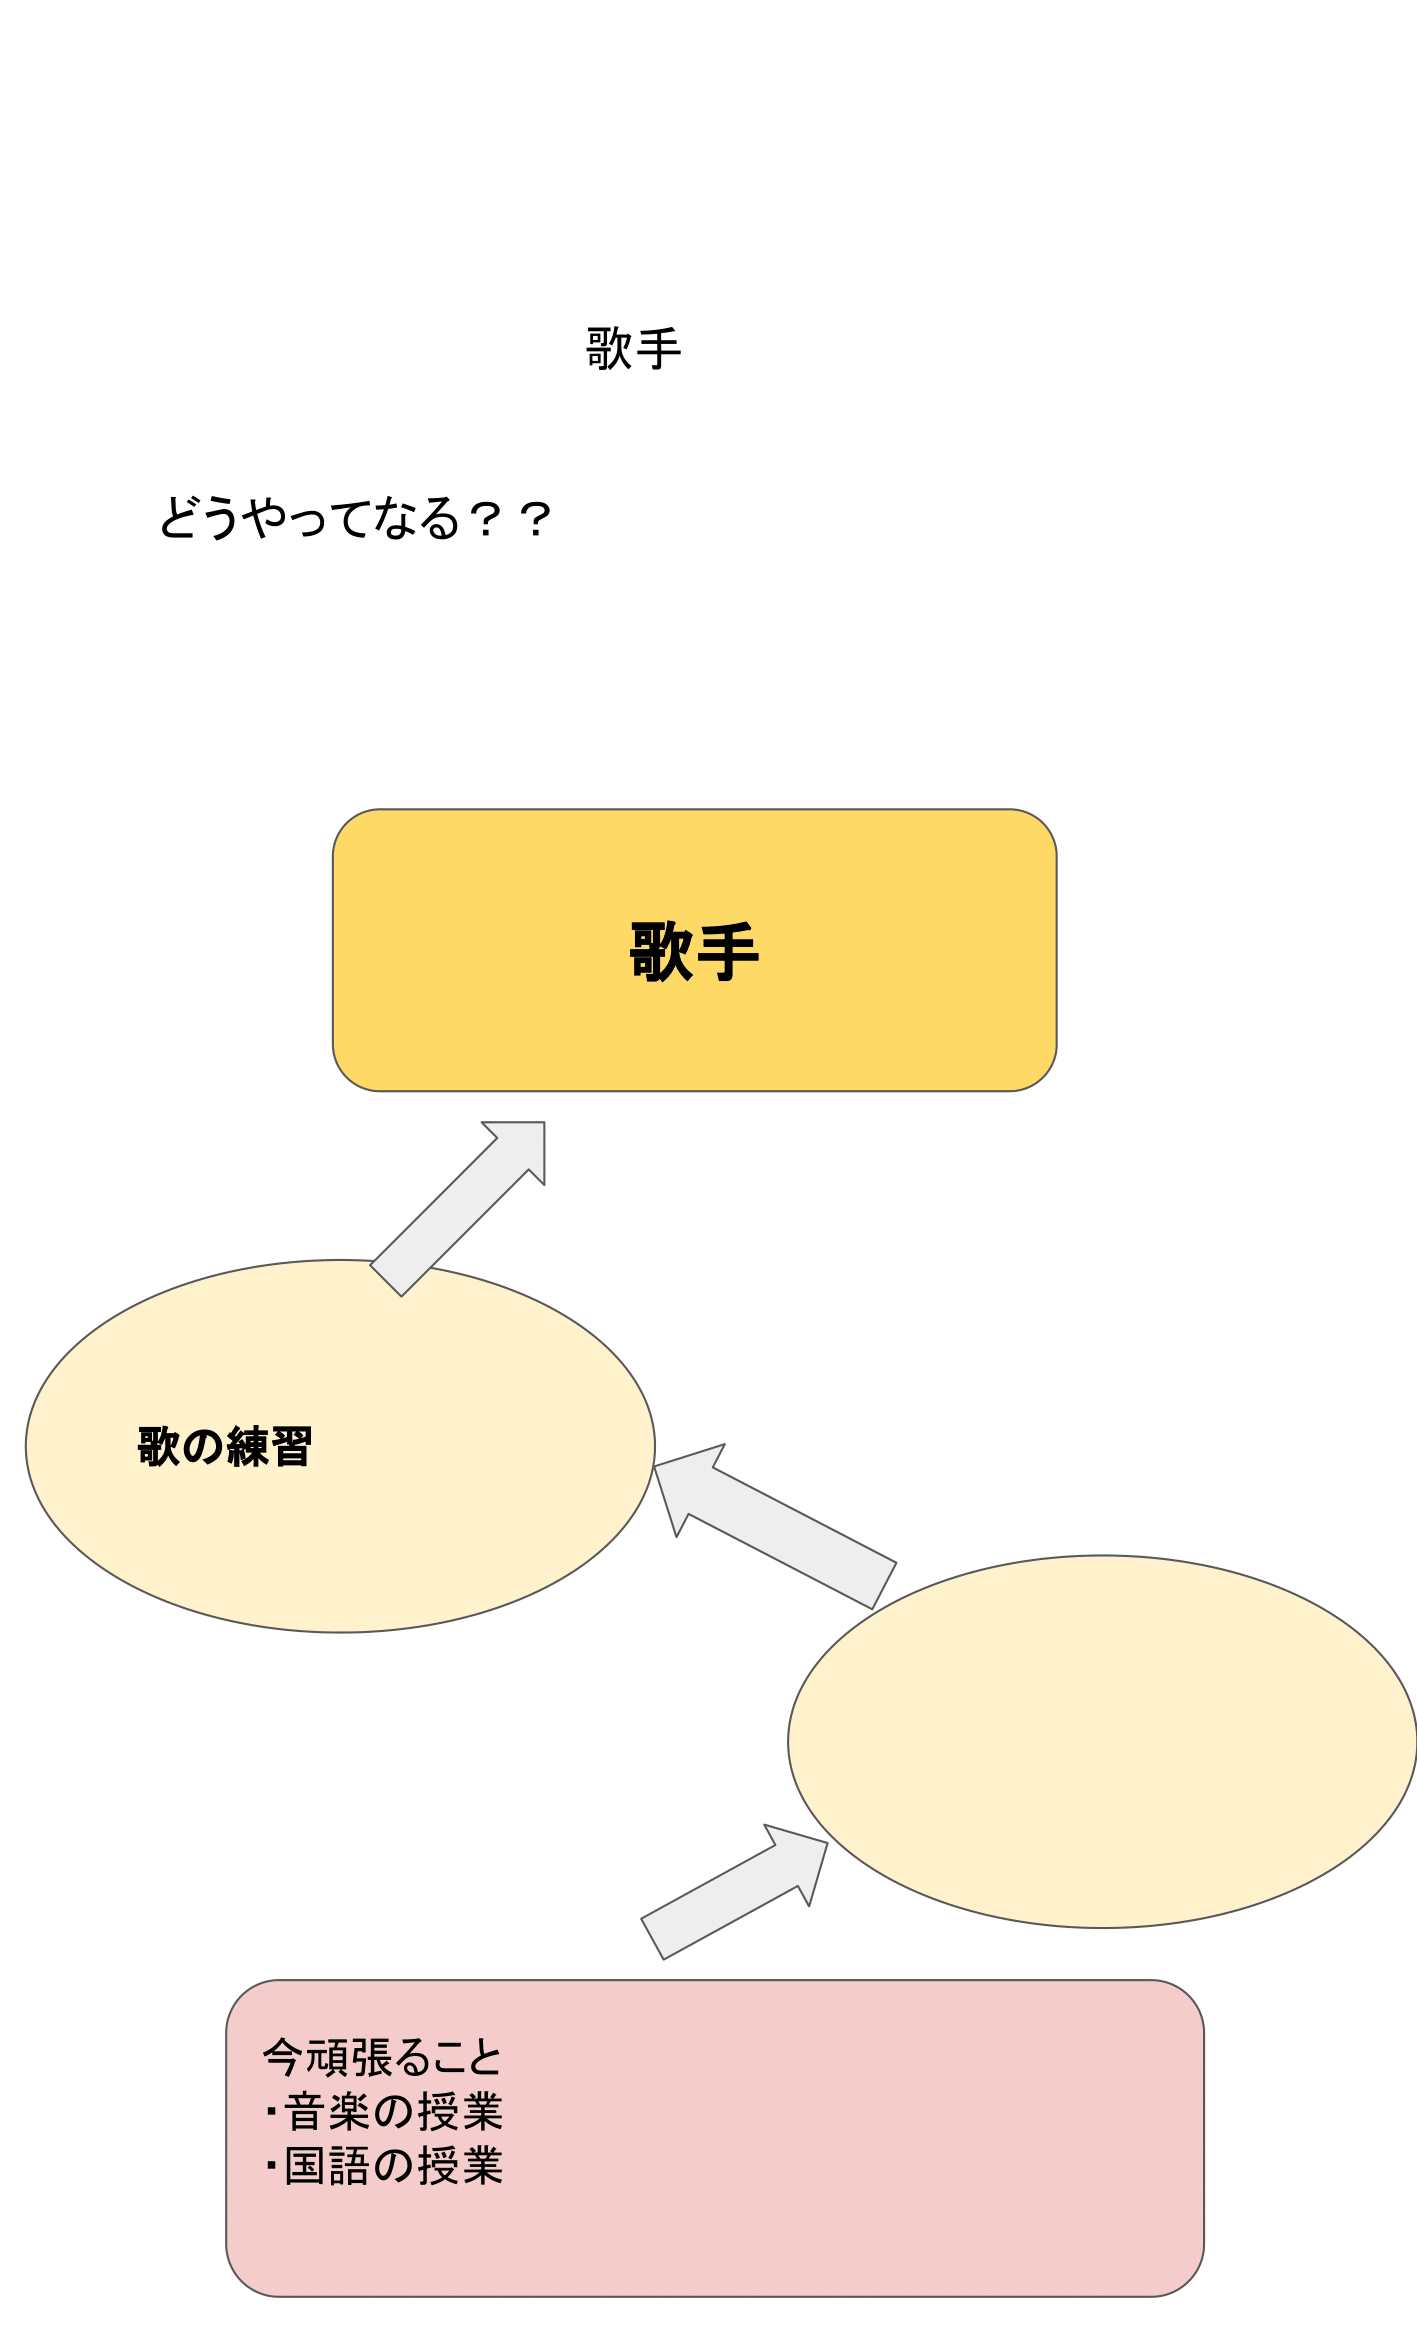 歌手
どうやってなる？？
歌手
歌の練習
今頑張ること
・音楽の授業
・国語の授業